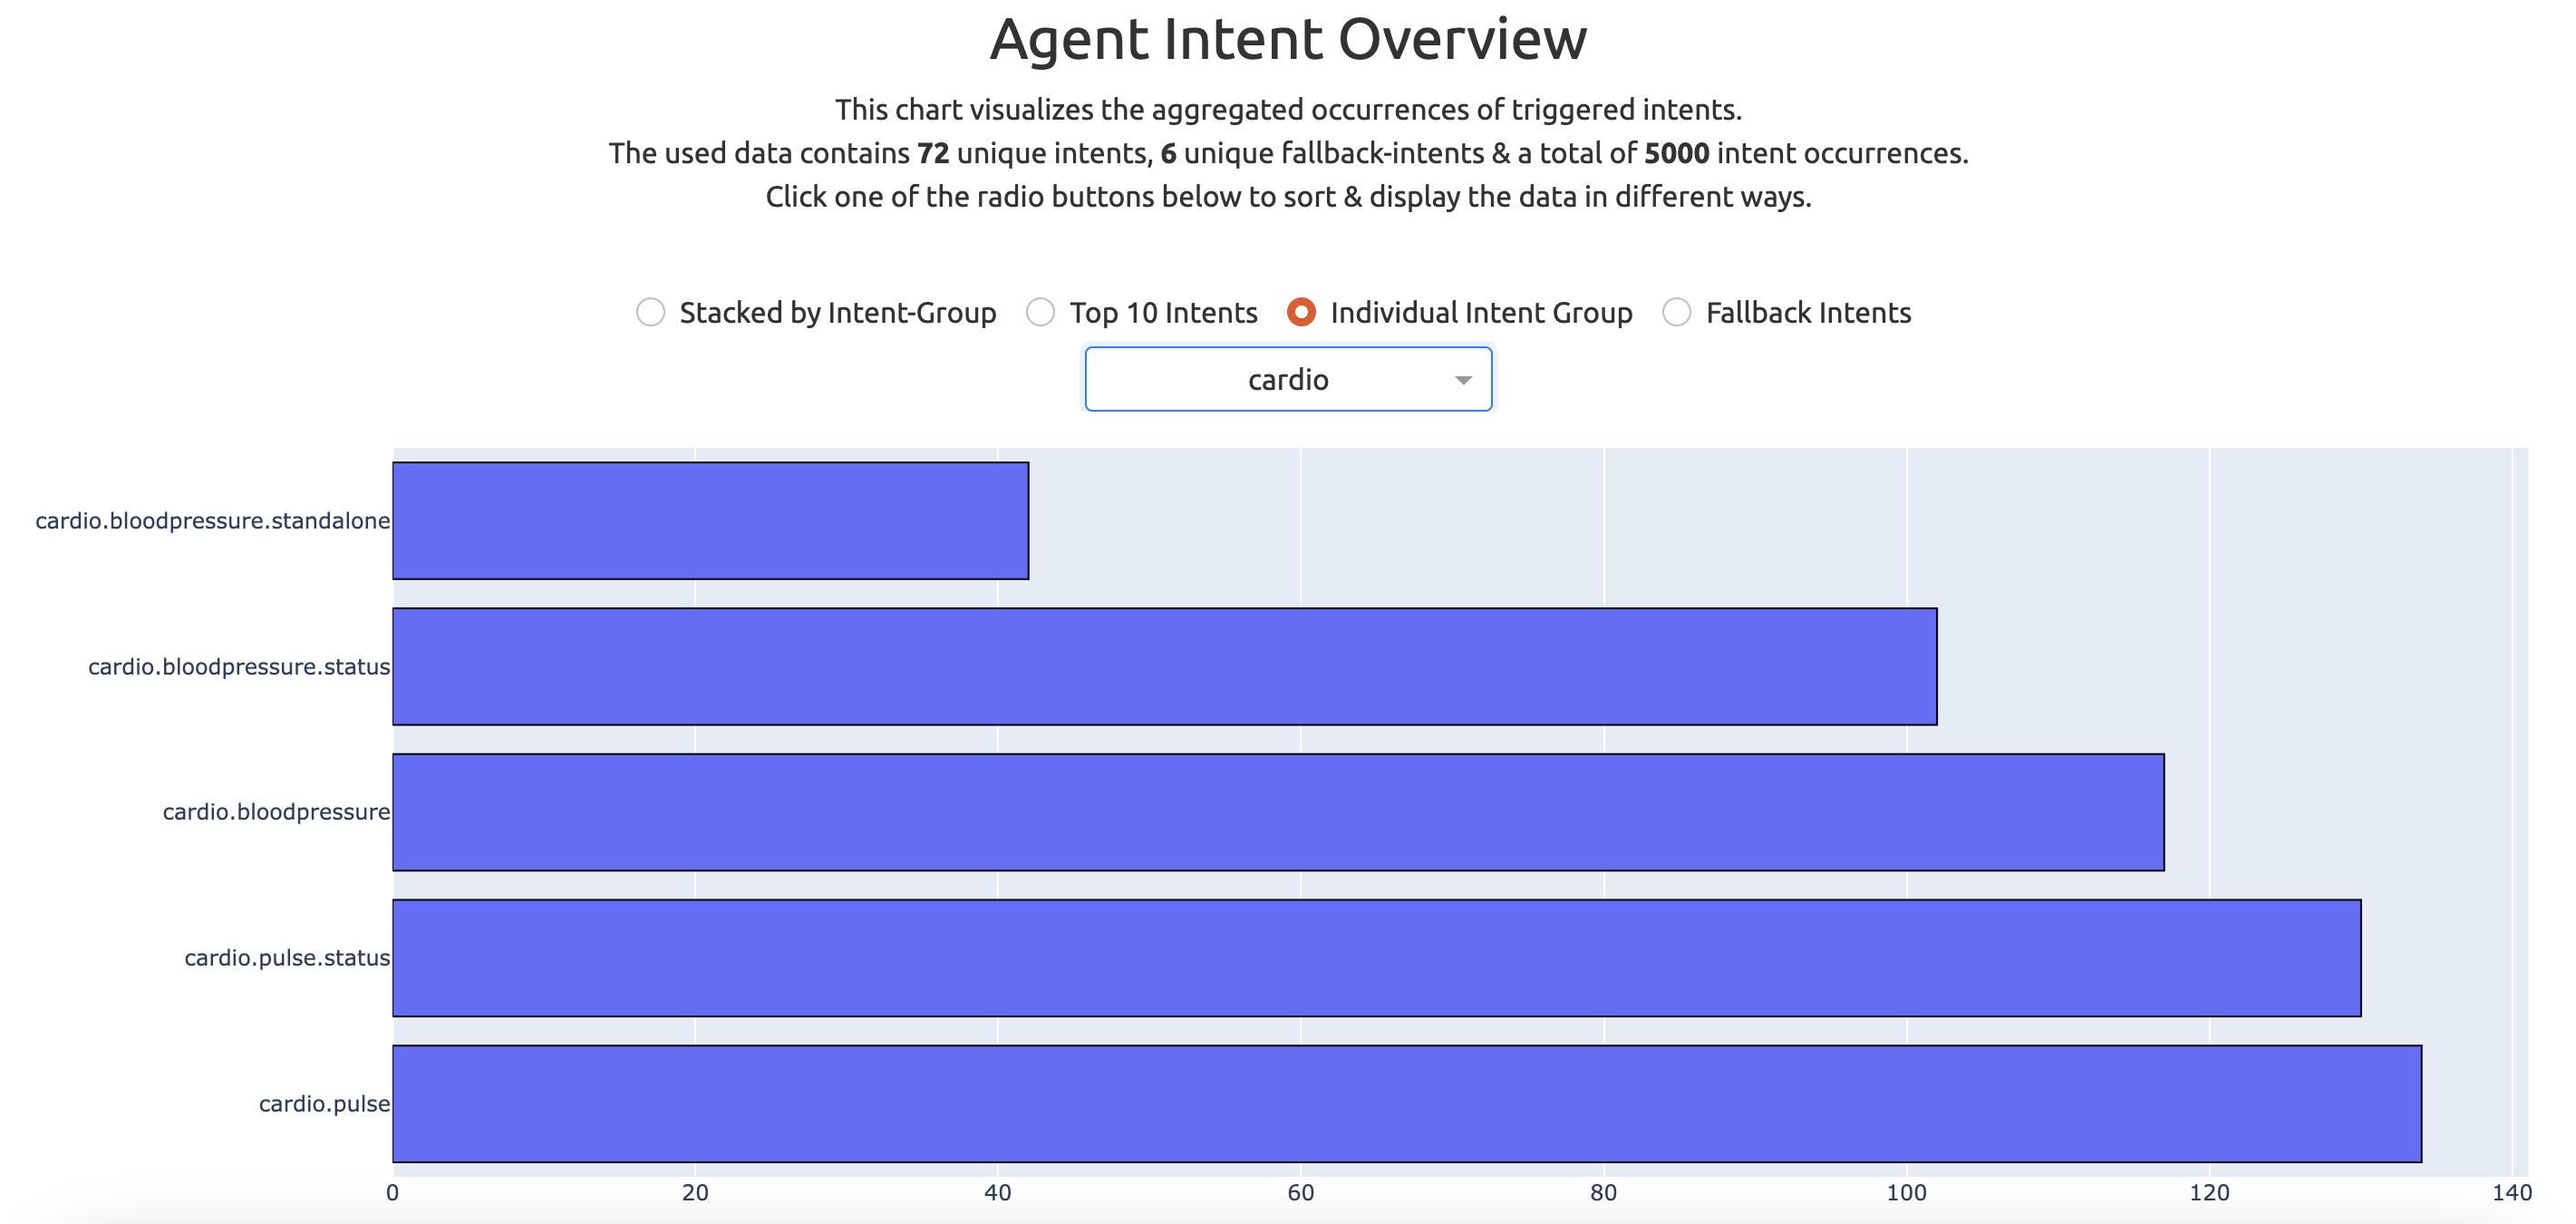 Agent Intent Overview
This chart visualizes the aggregated occurrences of triggered intents.
The used data contains 72 unique intents, 6 unique fallback-intents & a total of 5000 intent occurrences.
Click one of the radio buttons below to sort & display the data in different ways.
Stacked by Intent-Group Top 10 Intents Individual Intent Group Fallback Intents
cardio
cardio.bloodpressure.standalone
cardio.bloodpressure.status
cardio.bloodpressure
cardio.pulse.status
cardio.pulse
0 20 40 60 80 100 120 140